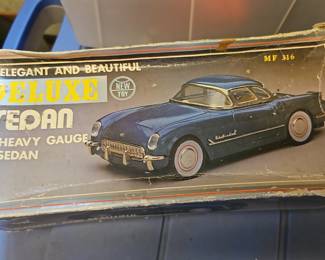 ELEGANT AND BEAUTIFUL
DELUXE
NEW
TOY
SEDAN
HEAVY GAUGE
SEDAN
MF 316